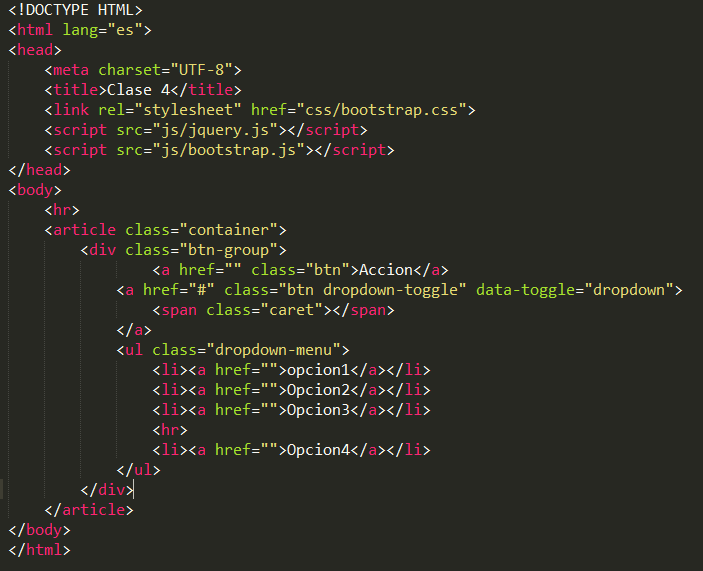 <!DOCTYPE HTML>
<html lang="es">
<head>
    <meta charset="UTF-8">
    <title>Clase 4</title>
    <link rel="stylesheet" href="css/bootstrap.css">
    <script src="js/jquery.js"></script>
    <script src="js/bootstrap.js"></script>
</head>
<body>
    <hr>
    <article class="container">
        <div class="btn-group">
                <a href="" class="btn">Accion</a>
            <a href="#" class="btn dropdown-toggle" data-toggle="dropdown">
                <span class="caret"></span>
            </a>
            <ul class="dropdown-menu">
                <li><a href="">opcion1</a></li>
                <li><a href="">Opcion2</a></li>
                <li><a href="">Opcion3</a></li>
                <hr>
                <li><a href="">Opcion4</a></li>
            </ul>
        </div>
    </article>
</body>
</html>